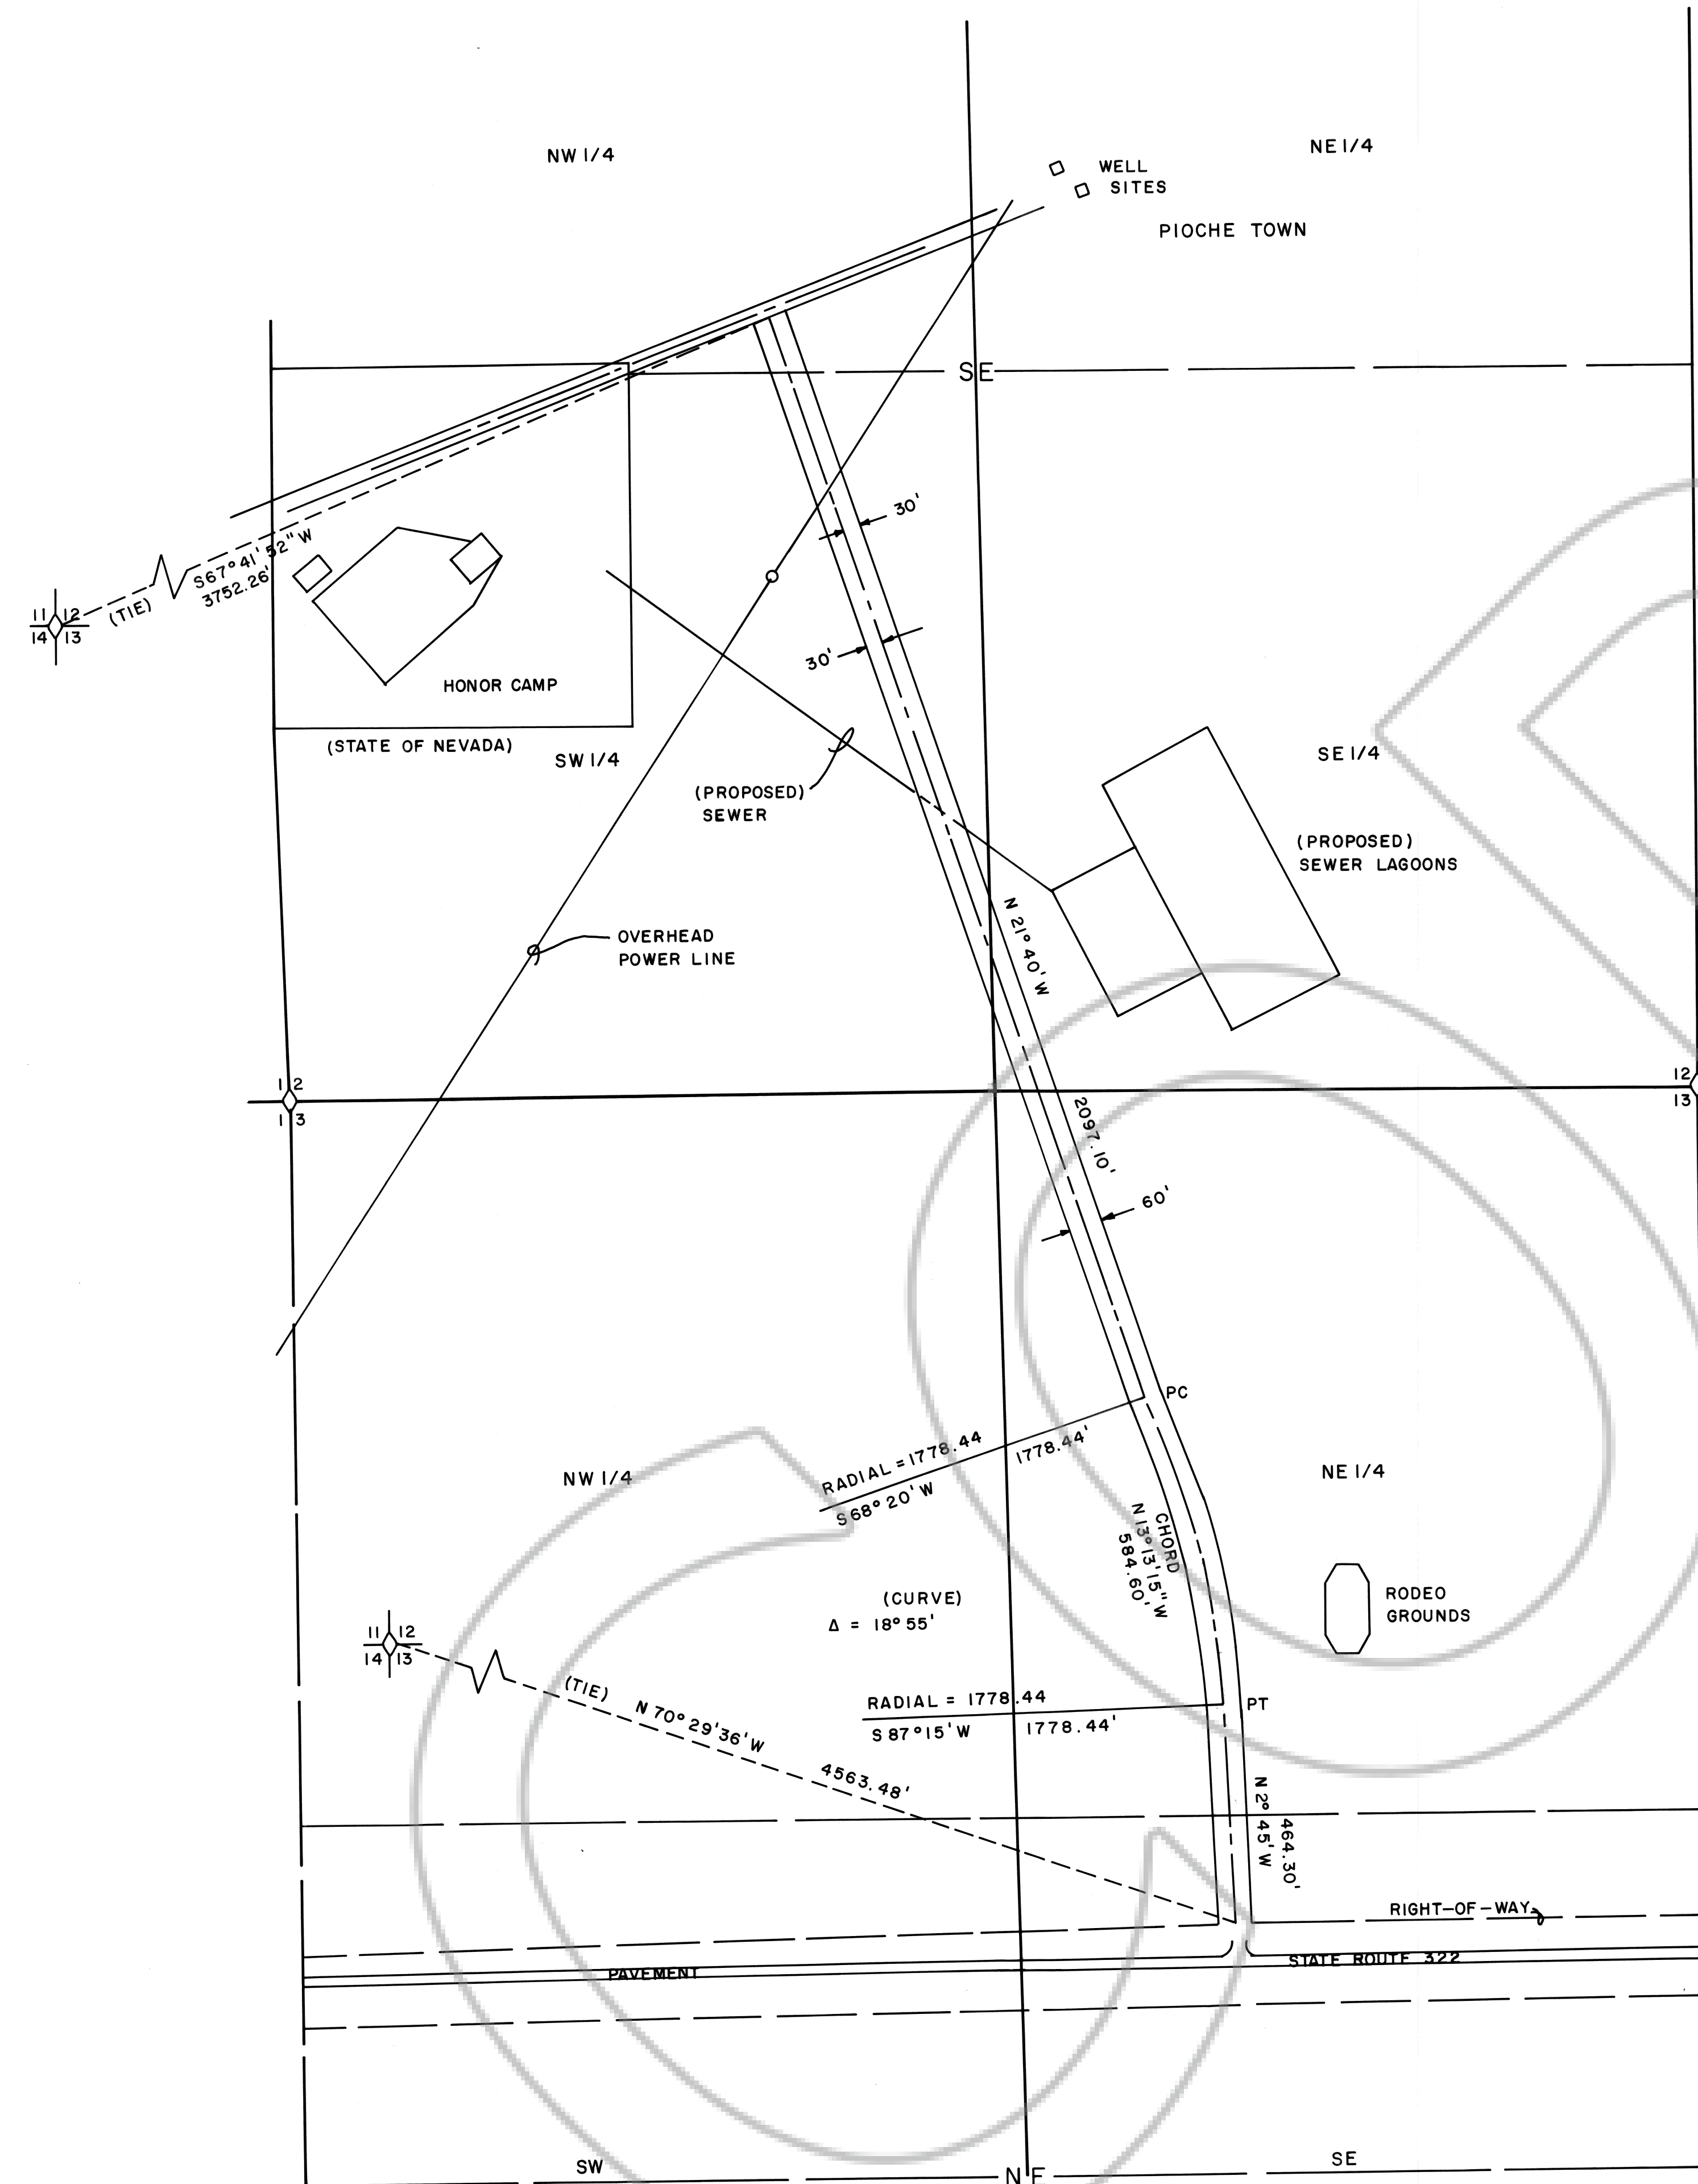 NW 1/4
NE 1/4
WELL
SITES
PIOCHE TOWN
SE
30'
S67°41'52"W
3752.26'
(TIE)
11 12
14 13
30'
HONOR CAMP
(STATE OF NEVADA)
SW 1/4
SE 1/4
(PROPOSED)
SEWER
(PROPOSED)
SEWER LAGOONS
N 21° 40' W
OVERHEAD
POWER LINE
12
13
12
13
2097.10'
60'
PC
RADIAL = 1778.44
1778.44'
S 68° 20' W
NW 1/4
NE 1/4
CHORD
N 13° 13' 15" W
584.60'
(CURVE)
Δ = 18° 55'
RODEO
GROUNDS
11 12
14 13
(TIE) N 70° 29' 36' W
4563.48'
RADIAL = 1778.44
S 87° 15' W 1778.44'
PT
N 2° 45' W
464.30'
RIGHT-OF-WAY
STATE ROUTE 322
PAVEMENT
SW
SE
NE